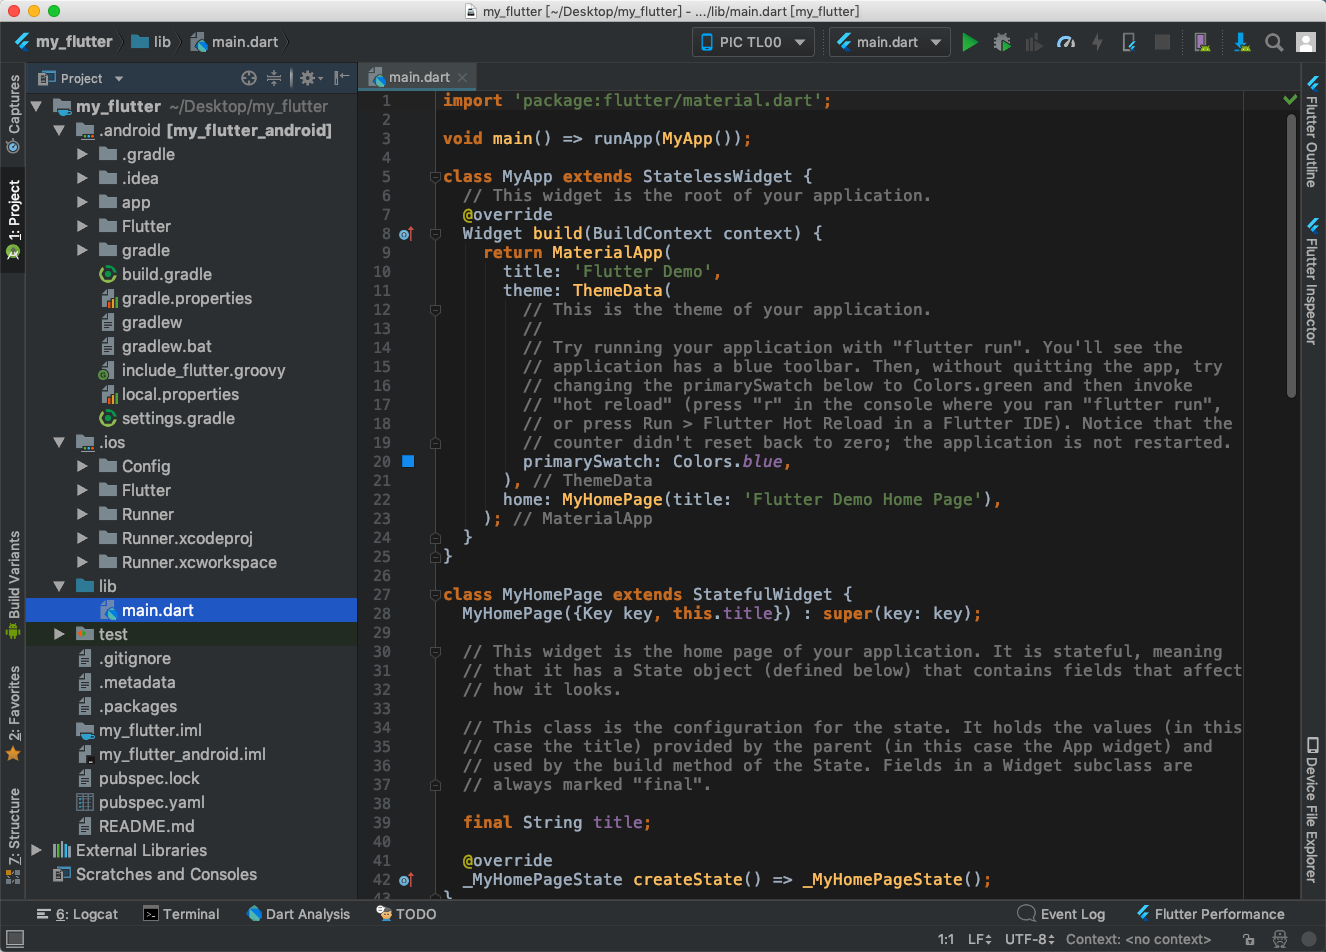 my_flutter [~/Desktop/my_flutter] - .../lib/main.dart [my_flutter]
my_flutter lib main.dart PIC TL00 main.dart
Captures
1: Project
Build Variants
2: Favorites
7: Structure
Project
my_flutter ~/Desktop/my_flutter
.android [my_flutter_android]
.gradle
.idea
app
Flutter
gradle
build.gradle
gradle.properties
gradlew
gradlew.bat
include_flutter.groovy
local.properties
settings.gradle
.ios
Config
Flutter
Runner
Runner.xcodeproj
Runner.xcworkspace
lib
main.dart
test
.gitignore
.metadata
.packages
my_flutter.iml
my_flutter_android.iml
pubspec.lock
pubspec.yaml
README.md
External Libraries
Scratches and Consoles
main.dart
1 import 'package:flutter/material.dart';
2
3 void main() => runApp(MyApp());
4
5 class MyApp extends StatelessWidget {
6 // This widget is the root of your application.
7 @override
8 Widget build(BuildContext context) {
9 return MaterialApp(
10 title: 'Flutter Demo',
11 theme: ThemeData(
12 // This is the theme of your application.
13 //
14 // Try running your application with "flutter run". You'll see the
15 // application has a blue toolbar. Then, without quitting the app, try
16 // changing the primarySwatch below to Colors.green and then invoke
17 // "hot reload" (press "r" in the console where you ran "flutter run",
18 // or press Run > Flutter Hot Reload in a Flutter IDE). Notice that the
19 // counter didn't reset back to zero; the application is not restarted.
20 primarySwatch: Colors.blue,
21 ), // ThemeData
22 home: MyHomePage(title: 'Flutter Demo Home Page'),
23 ); // MaterialApp
24 }
25 }
26
27 class MyHomePage extends StatefulWidget {
28 MyHomePage({Key key, this.title}) : super(key: key);
29
30 // This widget is the home page of your application. It is stateful, meaning
31 // that it has a State object (defined below) that contains fields that affect
32 // how it looks.
33
34 // This class is the configuration for the state. It holds the values (in this
35 // case the title) provided by the parent (in this case the App widget) and
36 // used by the build method of the State. Fields in a Widget subclass are
37 // always marked "final".
38
39 final String title;
40
41 @override
42 _MyHomePageState createState() => _MyHomePageState();
43 }
Flutter Outline
Flutter Inspector
Device File Explorer
6: Logcat Terminal Dart Analysis TODO Event Log Flutter Performance
1:1 LF UTF-8 Context: <no context>